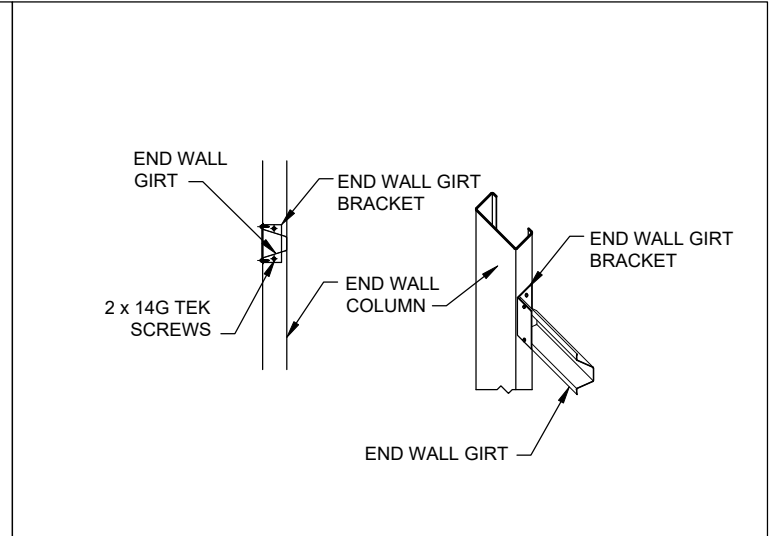 END WALL
GIRT
END WALL GIRT
BRACKET
2 x 14G TEK
SCREWS
END WALL
COLUMN
END WALL GIRT
BRACKET
END WALL GIRT